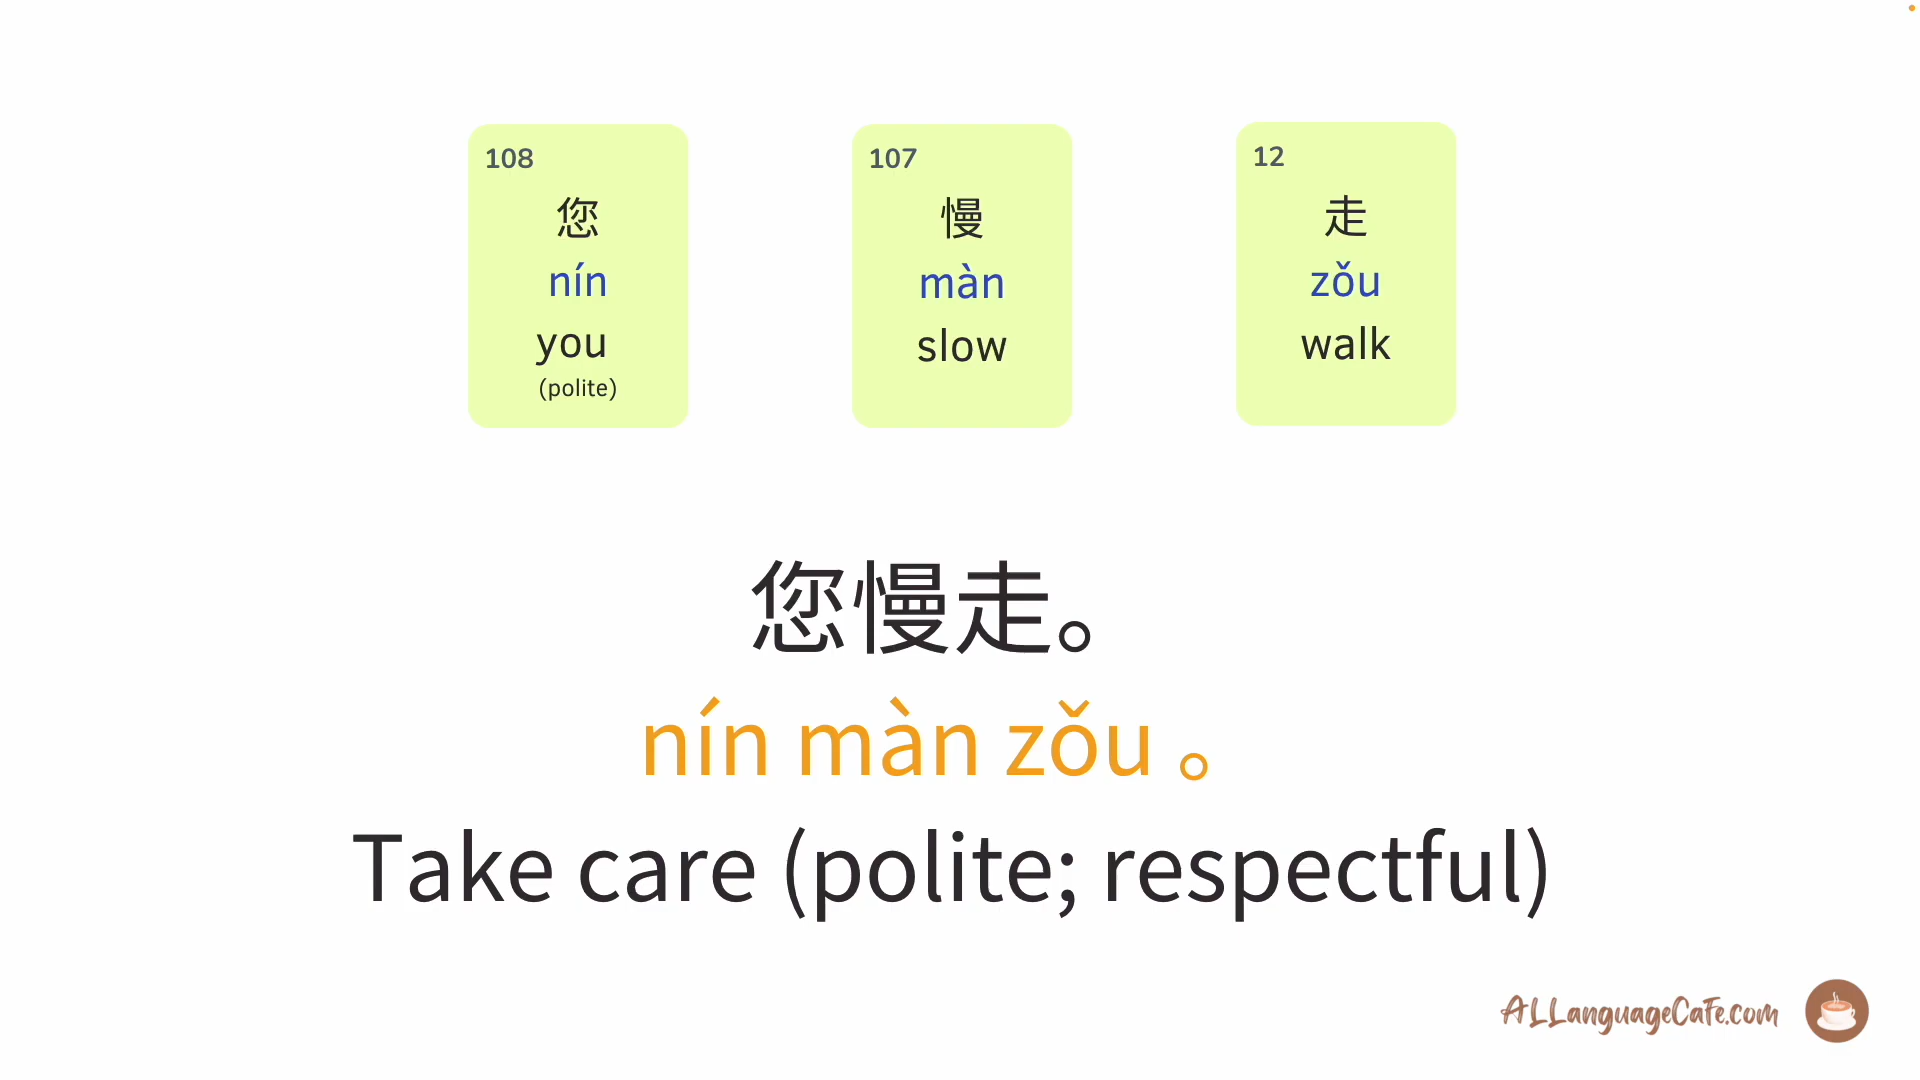 108
您
nín
you
(polite)
107
慢
màn
slow
12
走
zǒu
walk
您慢走。
nín màn zǒu 。
Take care (polite; respectful)
ALLanguageCafe.com